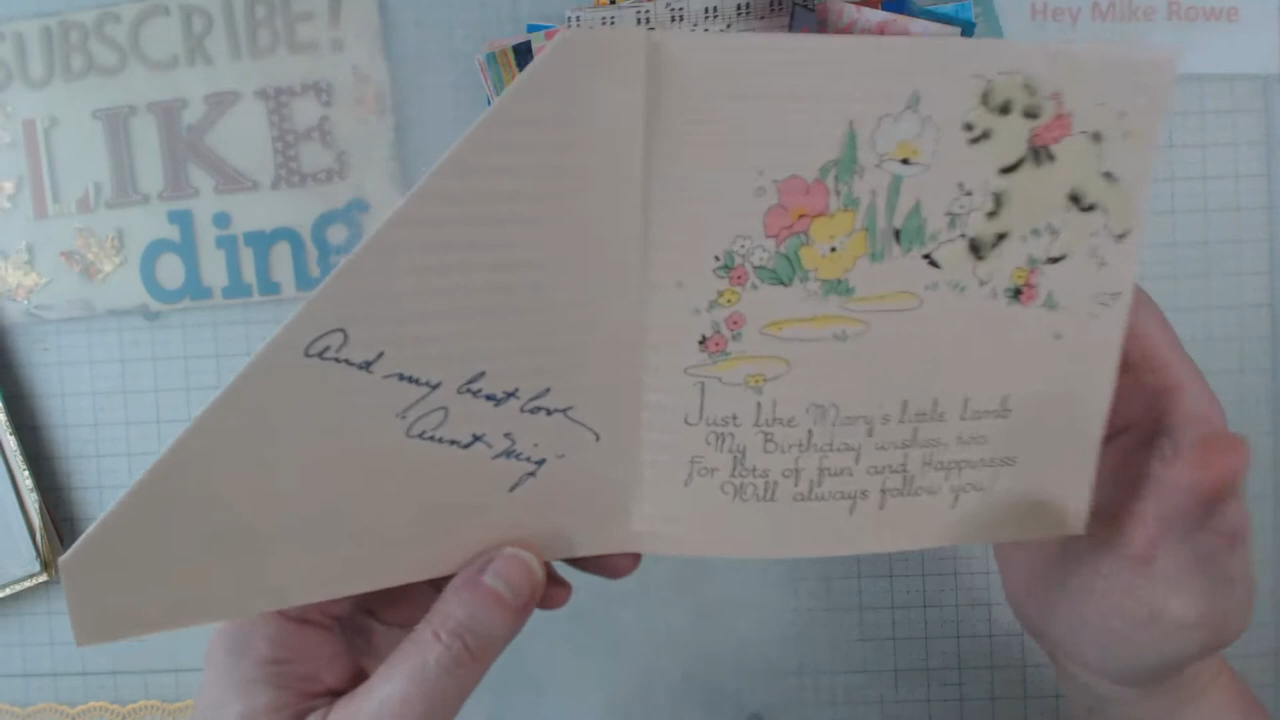 SUBSCRIBE!
LIKE
ding
Hey Mike Rowe
And my best love
Aunt
Just like Mary's little Lamb
My Birthday wishes, too
For lots of fun and Happiness
Will always follow you